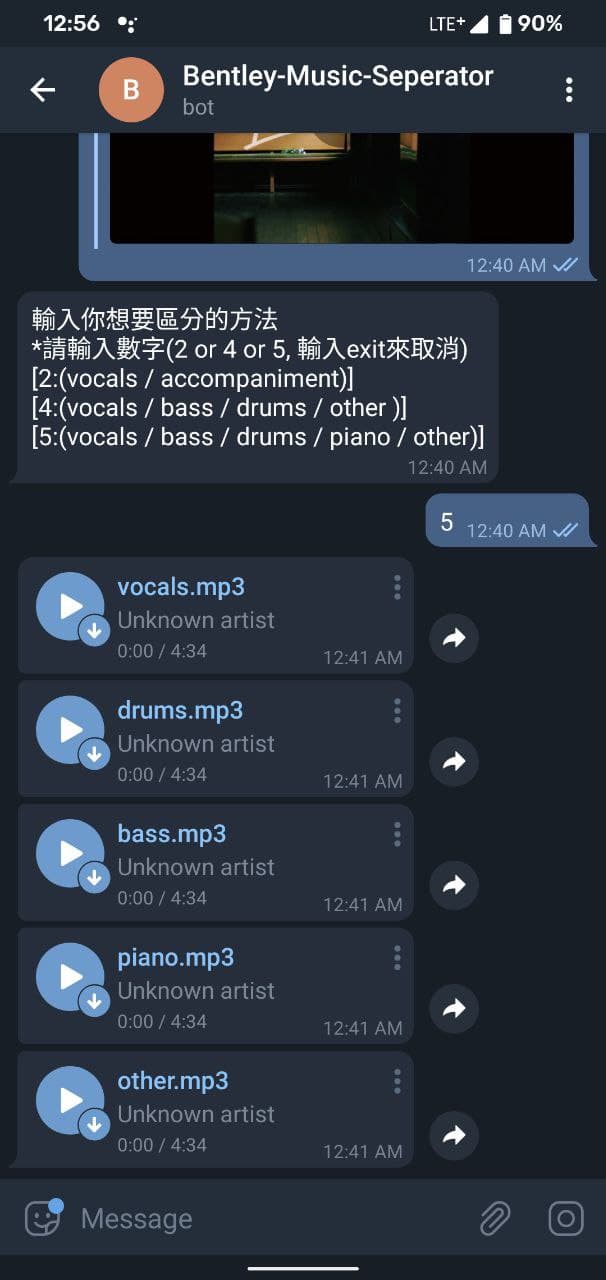 12:56
LTE+
90%
B
Bentley-Music-Seperator
bot
12:40 AM
輸入你想要區分的方法
*請輸入數字(2 or 4 or 5, 輸入exit來取消)
[2:(vocals / accompaniment)]
[4:(vocals / bass / drums / other )]
[5:(vocals / bass / drums / piano / other)]
12:40 AM
5
12:40 AM
vocals.mp3
Unknown artist
0:00 / 4:34
12:41 AM
drums.mp3
Unknown artist
0:00 / 4:34
12:41 AM
bass.mp3
Unknown artist
0:00 / 4:34
12:41 AM
piano.mp3
Unknown artist
0:00 / 4:34
12:41 AM
other.mp3
Unknown artist
0:00 / 4:34
12:41 AM
Message